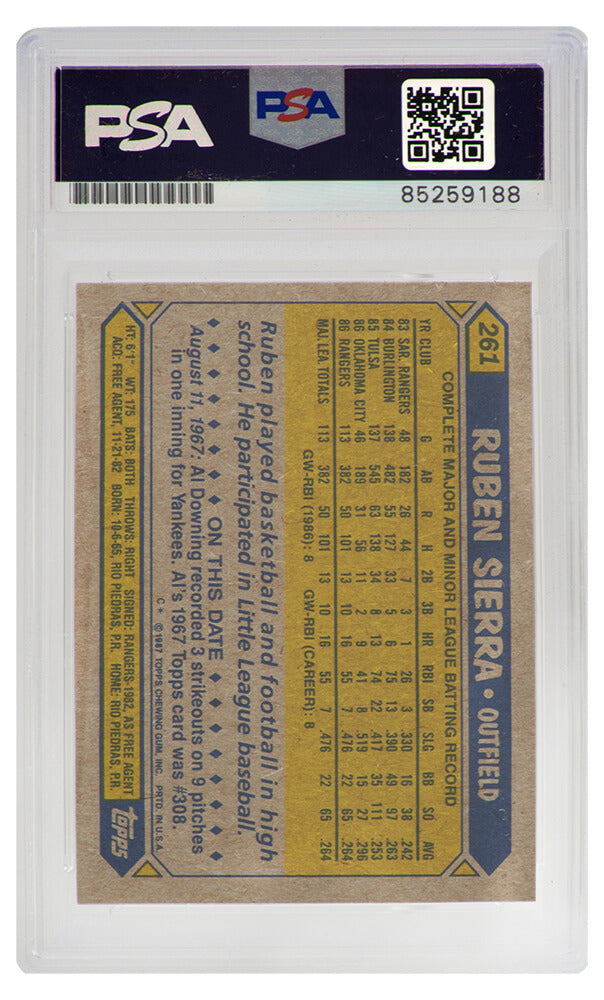 PSA
PSA
85259188
261
RUBEN SIERRA • OUTFIELD
COMPLETE MAJOR AND MINOR LEAGUE BATTING RECORD
YR CLUB G AB R H 2B 3B HR RBI SB SLG BB SO AVG
83 SAR. RANGERS 48 182 26 44 7 3 1 26 3 .330 16 38 .242
84 BURLINGTON 138 482 55 127 33 5 6 75 13 .390 49 97 .263
85 TULSA 137 545 63 138 34 8 13 74 22 .417 35 111 .253
86 OKLAHOMA CITY 46 189 31 56 11 2 9 41 8 .519 15 27 .296
86 RANGERS 113 382 50 101 13 10 16 55 7 .476 22 65 .264
MAJ. LEA TOTALS 113 382 50 101 13 10 16 55 7 .476 22 65 .264
GW-RBI (1986): 8 GW-RBI (CAREER): 8
Ruben played basketball and football in high
school. He participated in Little League baseball.
ON THIS DATE
August 11, 1967: Al Downing recorded 3 strikeouts on 9 pitches
in one inning for Yankees. Al's 1967 Topps card was #308.
C* ©1987 TOPPS CHEWING GUM, INC. PRTD. IN U.S.A.
HT: 6'1" WT: 175 BATS: BOTH THROWS: RIGHT SIGNED: RANGERS-1982, AS FREE AGENT
ACQ: FREE AGENT, 11-21-82 BORN: 10-6-65, RIO PIEDRAS, P.R. HOME: RIO PIEDRAS, P.R.
TOPPS